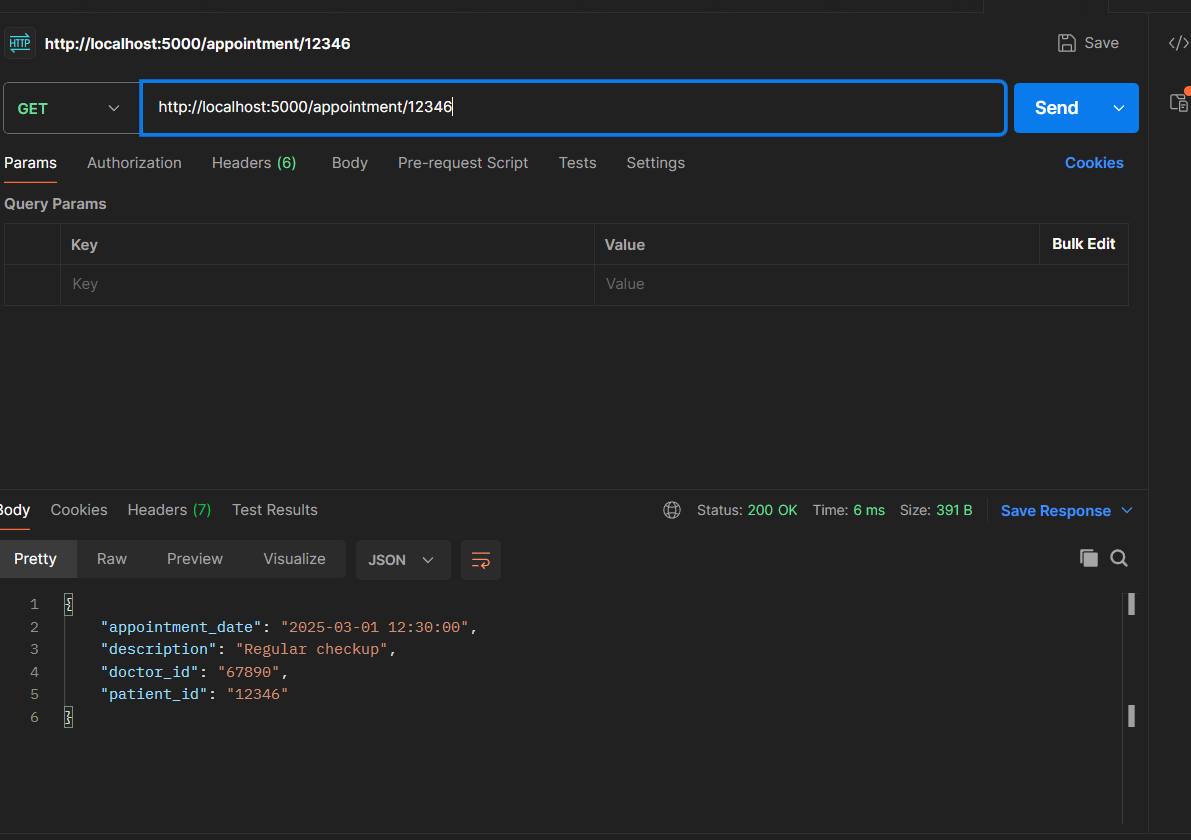 HTTP http://localhost:5000/appointment/12346 Save </>
GET http://localhost:5000/appointment/12346 Send
Params Authorization Headers (6) Body Pre-request Script Tests Settings Cookies
Query Params
Key Value Bulk Edit
Key Value
Body Cookies Headers (7) Test Results Status: 200 OK Time: 6 ms Size: 391 B Save Response
Pretty Raw Preview Visualize JSON
1 {
2 "appointment_date": "2025-03-01 12:30:00",
3 "description": "Regular checkup",
4 "doctor_id": "67890",
5 "patient_id": "12346"
6 }